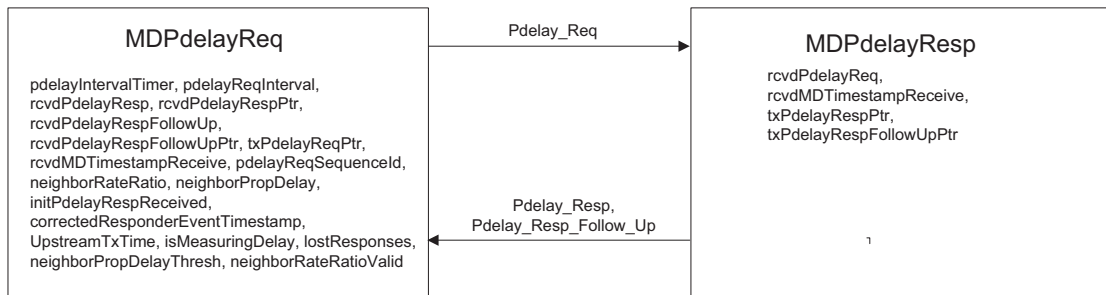 MDPdelayReq
pdelayIntervalTimer, pdelayReqInterval,
rcvdPdelayResp, rcvdPdelayRespPtr,
rcvdPdelayRespFollowUp,
rcvdPdelayRespFollowUpPtr, txPdelayReqPtr,
rcvdMDTimestampReceive, pdelayReqSequenceId,
neighborRateRatio, neighborPropDelay,
initPdelayRespReceived,
correctedResponderEventTimestamp,
UpstreamTxTime, isMeasuringDelay, lostResponses,
neighborPropDelayThresh, neighborRateRatioValid
Pdelay_Req
Pdelay_Resp,
Pdelay_Resp_Follow_Up
MDPdelayResp
rcvdPdelayReq,
rcvdMDTimestampReceive,
txPdelayRespPtr,
txPdelayRespFollowUpPtr